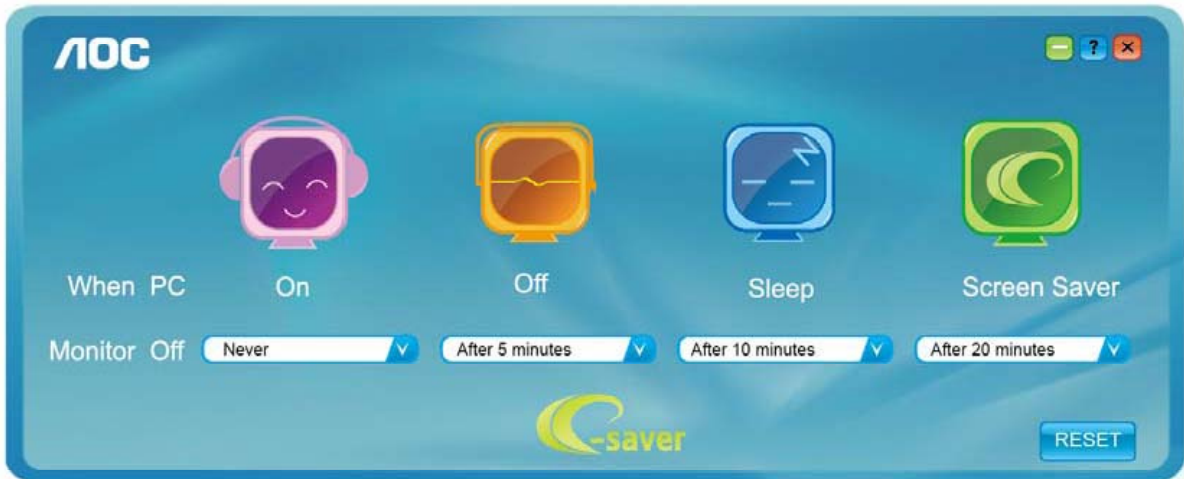 AOC
?
When PC On Off Sleep Screen Saver
Monitor Off Never After 5 minutes After 10 minutes After 20 minutes
e-saver
RESET